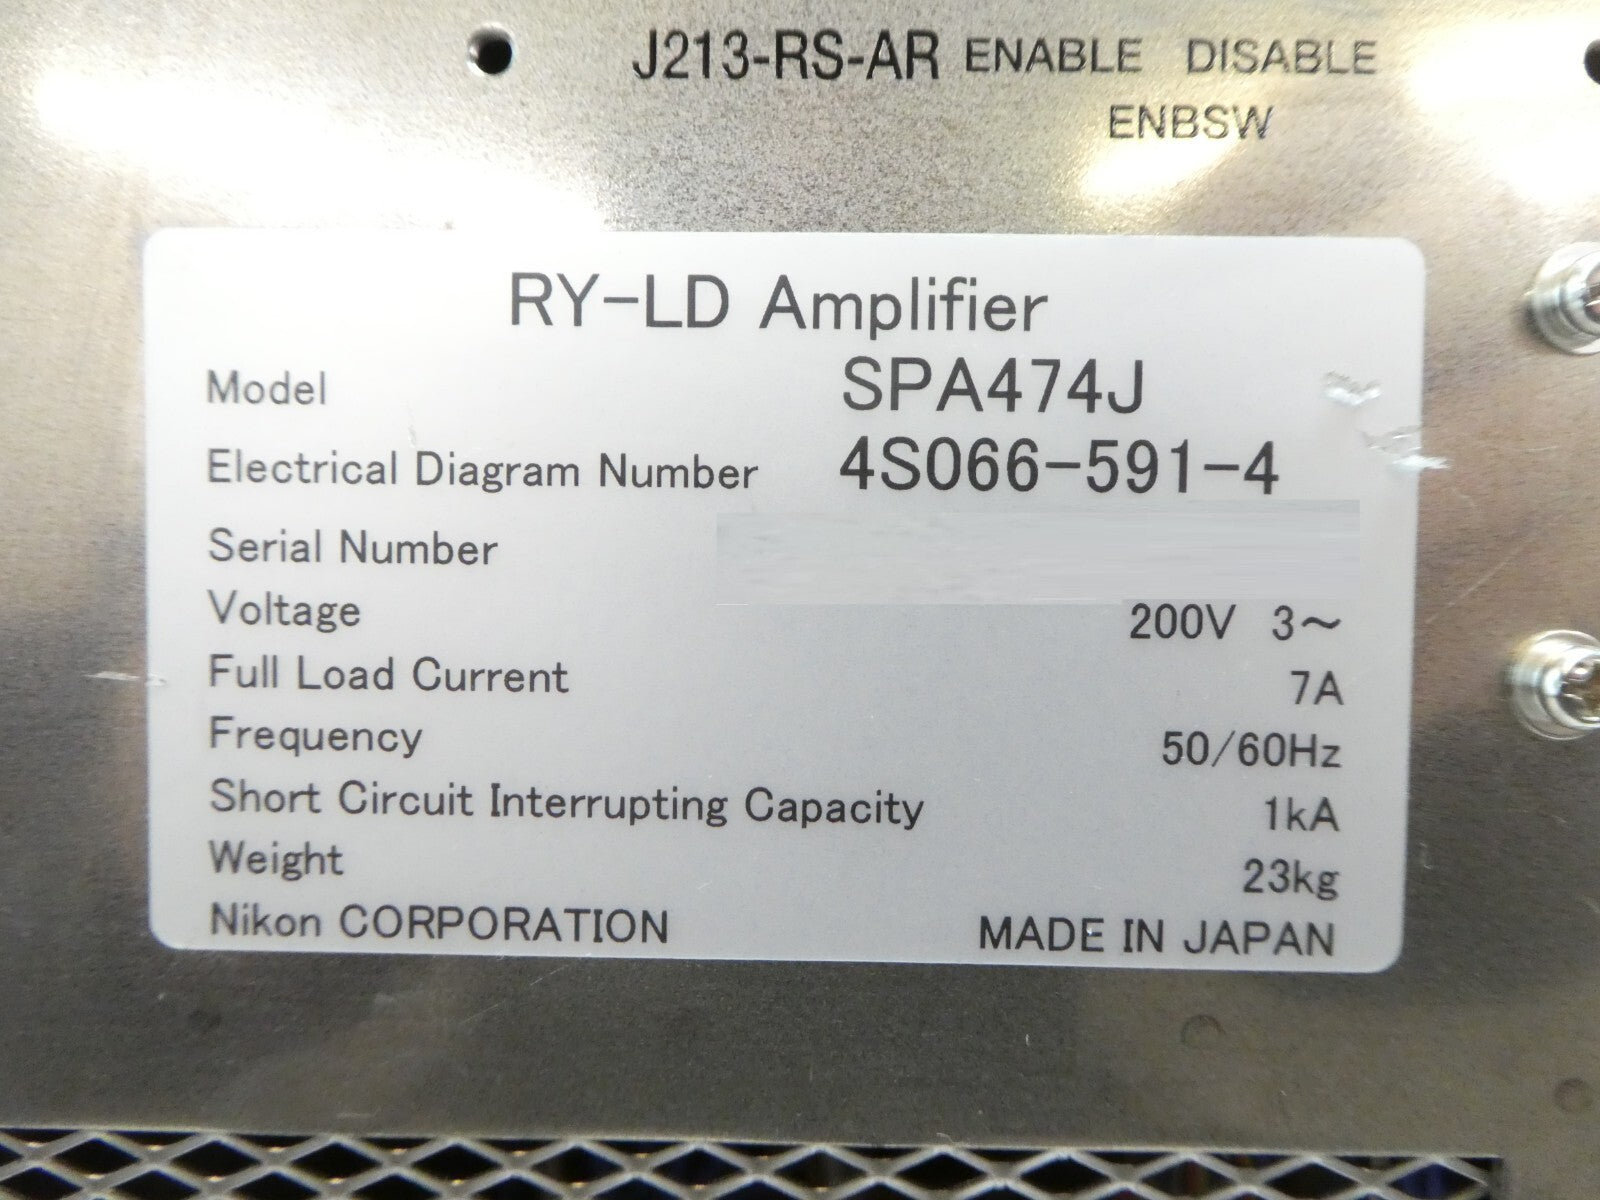 J213-RS-AR ENABLE DISABLE
ENBSW
RY-LD Amplifier
Model SPA474J
Electrical Diagram Number 4S066-591-4
Serial Number
Voltage 200V 3~
Full Load Current 7A
Frequency 50/60Hz
Short Circuit Interrupting Capacity 1kA
Weight 23kg
Nikon CORPORATION MADE IN JAPAN